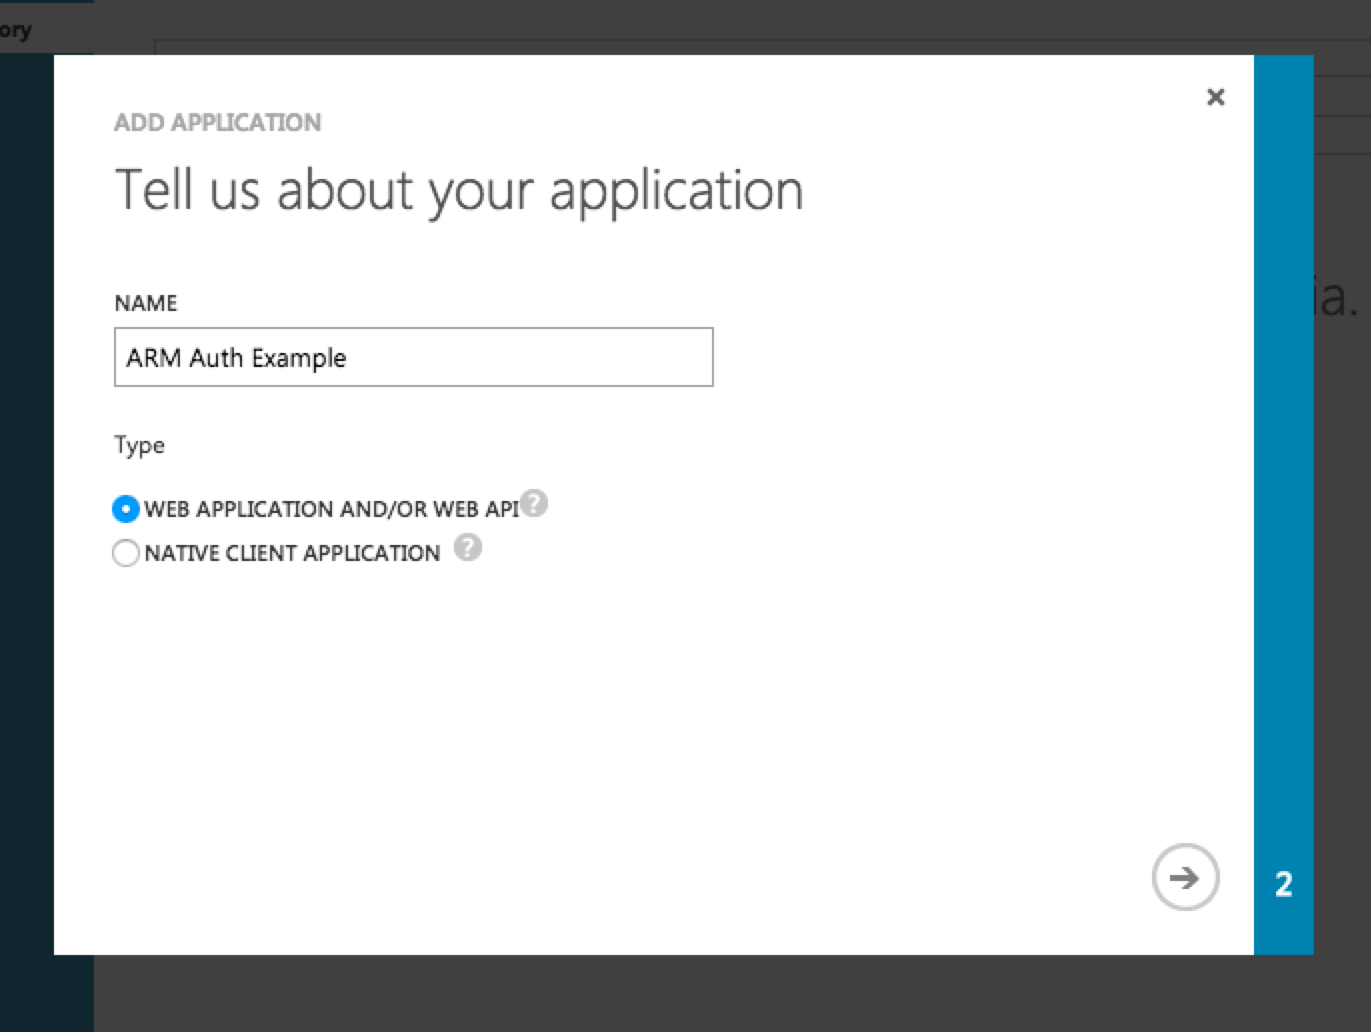 ory
ADD APPLICATION
Tell us about your application
NAME
ARM Auth Example
Type
WEB APPLICATION AND/OR WEB API ?
NATIVE CLIENT APPLICATION ?
ia.
2